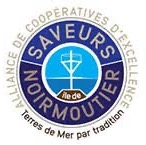 ALLIANCE DE COOPÉRATIVES D'EXCELLENCE
SAVEURS
île de
NOIRMOUTIER
Terres de Mer par tradition